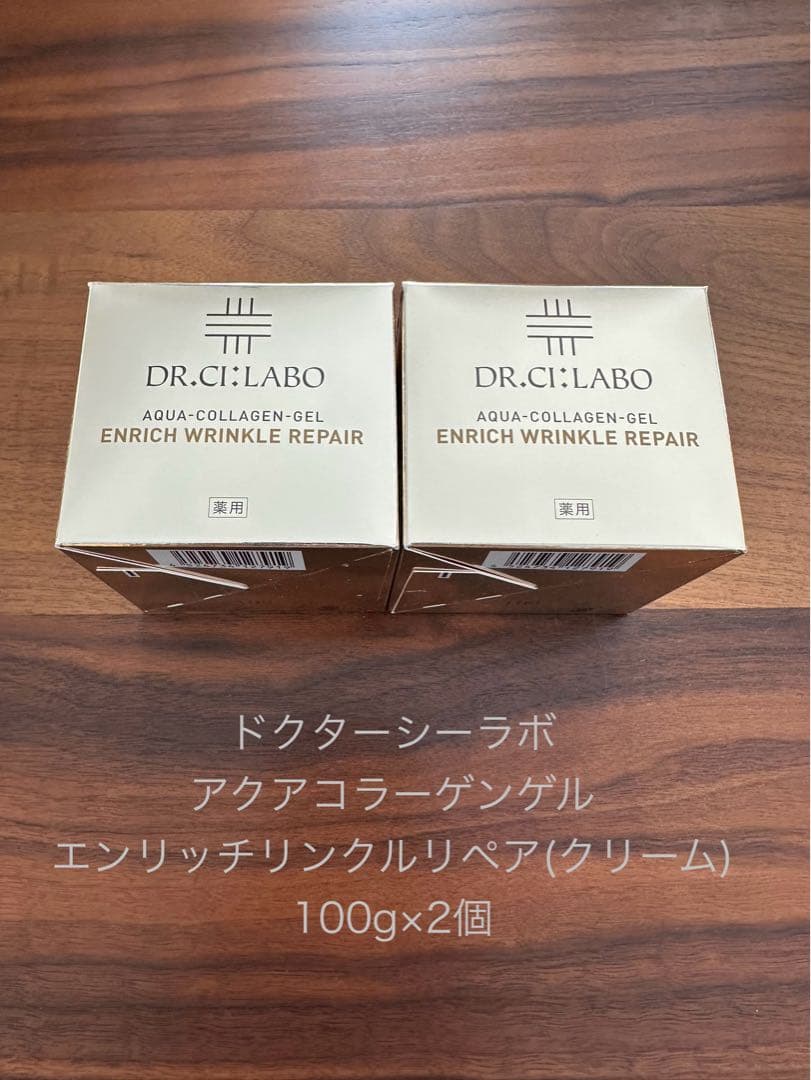 DR.CI:LABO
AQUA-COLLAGEN-GEL
ENRICH WRINKLE REPAIR
薬用
DR.CI:LABO
AQUA-COLLAGEN-GEL
ENRICH WRINKLE REPAIR
薬用
ドクターシーラボ
アクアコラーゲンゲル
エンリッチリンクルリペア(クリーム)
100g×2個